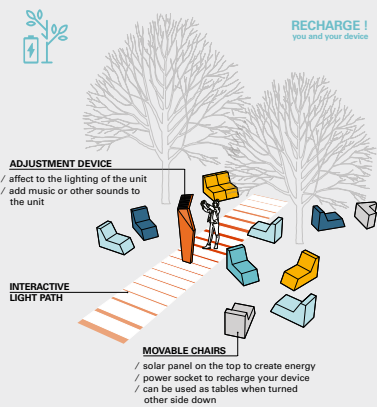 RECHARGE !
you and your device
ADJUSTMENT DEVICE
/ affect to the lighting of the unit
/ add music or other sounds to
the unit
INTERACTIVE
LIGHT PATH
MOVABLE CHAIRS
/ solar panel on the top to create energy
/ power socket to recharge your device
/ can be used as tables when turned
other side down